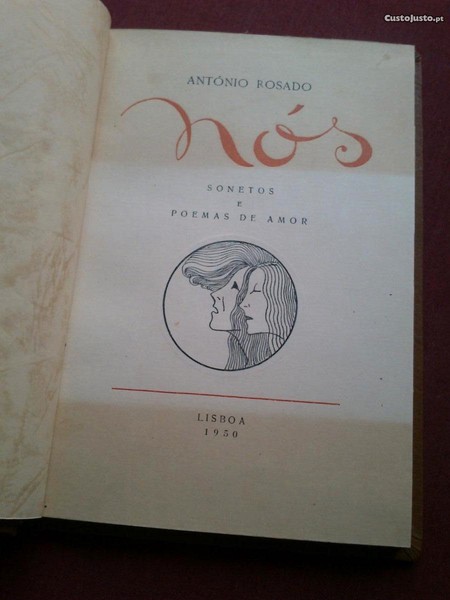 CustoJusto.pt
ANTÓNIO ROSADO
Nós
SONETOS
E
POEMAS DE AMOR
LISBOA
1950